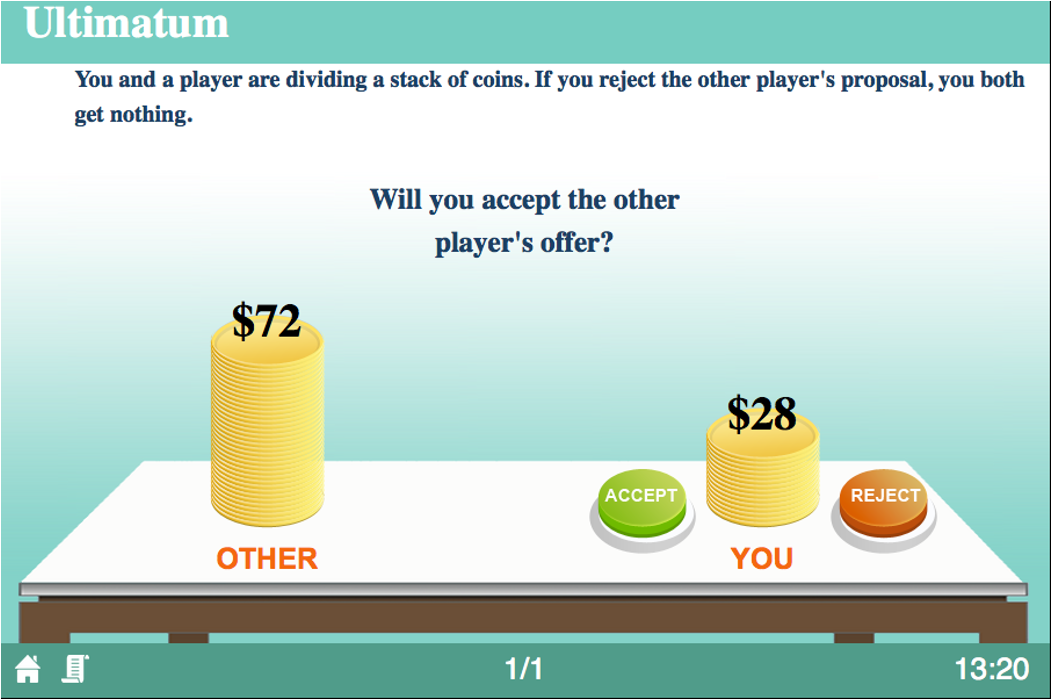 Ultimatum
You and a player are dividing a stack of coins. If you reject the other player's proposal, you both
get nothing.
Will you accept the other
player's offer?
$72
$28
ACCEPT
REJECT
OTHER
YOU
1/1
13:20